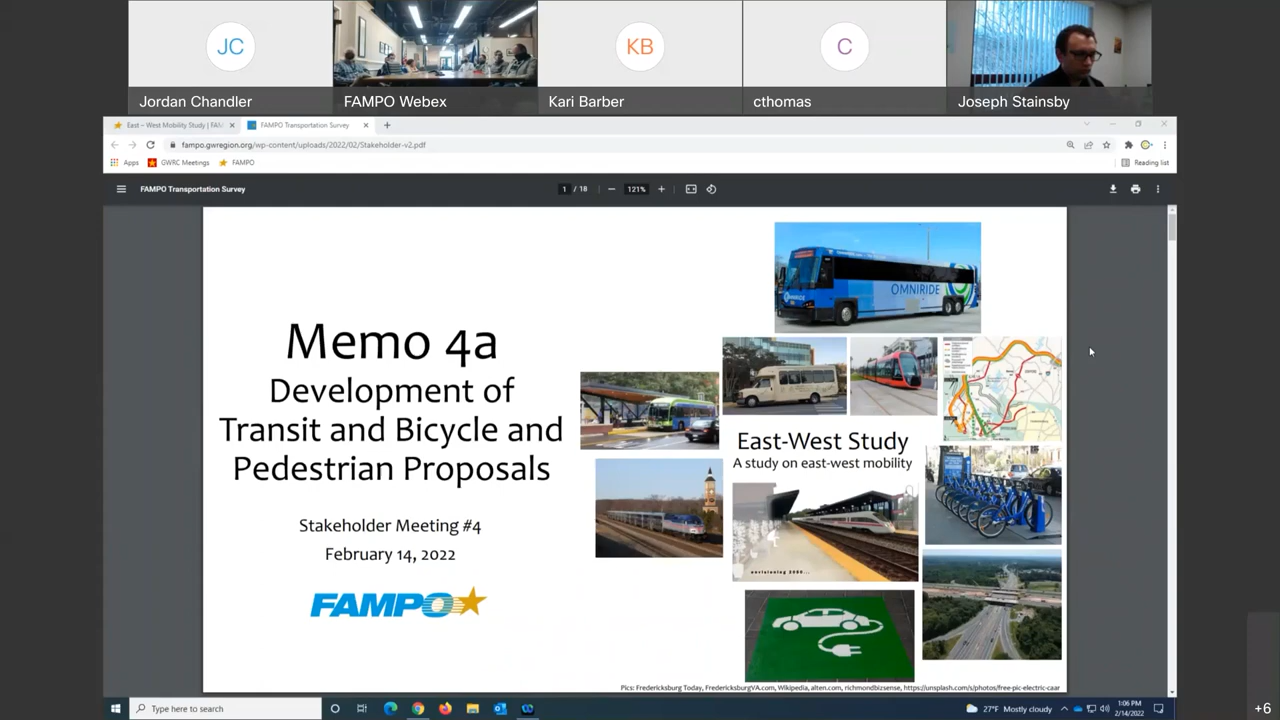 JC
KB
C
Jordan Chandler
FAMPO Webex
Kari Barber
cthomas
Joseph Stainsby
East – West Mobility Study | FAM
FAMPO Transportation Survey
fampo.gwregion.org/wp-content/uploads/2022/02/Stakeholder-v2.pdf
Apps
GWRC Meetings
FAMPO
Reading list
FAMPO Transportation Survey
1 / 18
121%
OMNIRIDE
Memo 4a
Development of
Transit and Bicycle and
Pedestrian Proposals
East-West Study
A study on east-west mobility
Stakeholder Meeting #4
February 14, 2022
FAMPO
envisioning 2050...
Pics: Fredericksburg Today, FredericksburgVA.com, Wikipedia, alten.com, richmondbizsense, https://unsplash.com/s/photos/free-pic-electric-caar
Type here to search
27°F Mostly cloudy
1:06 PM
2/14/2022
+6